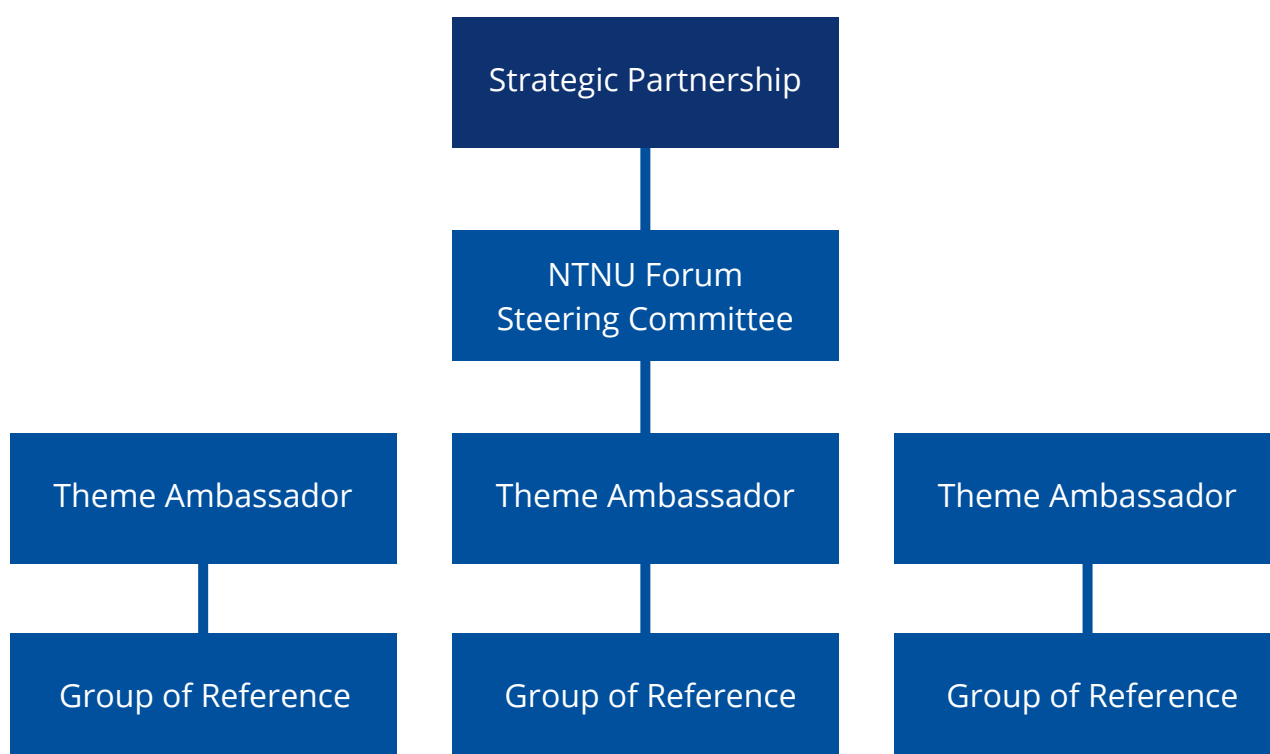 Strategic Partnership
NTNU Forum
Steering Committee
Theme Ambassador
Theme Ambassador
Theme Ambassador
Group of Reference
Group of Reference
Group of Reference